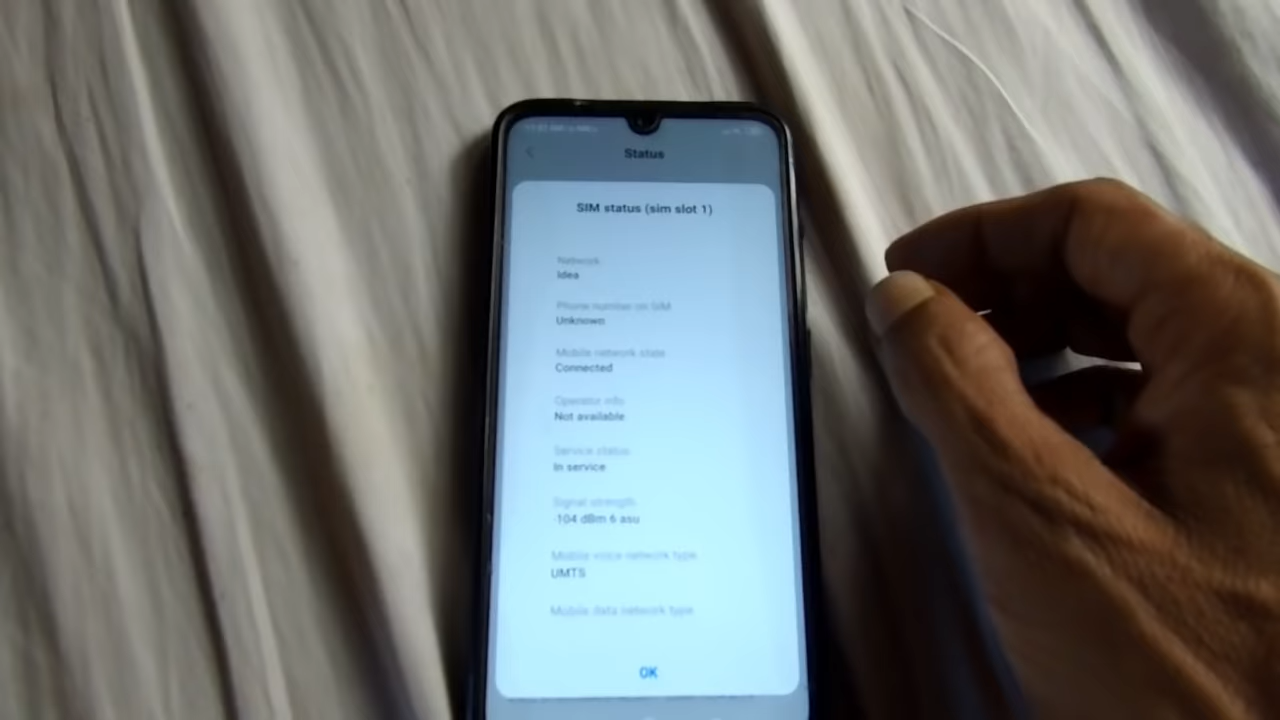 Status
SIM status (sim slot 1)
Network
Idea
Phone number on SIM
Unknown
Mobile network state
Connected
Operator info
Not available
Service status
In service
Signal strength
-104 dBm 6 asu
Mobile voice network type
UMTS
Mobile data network type
OK